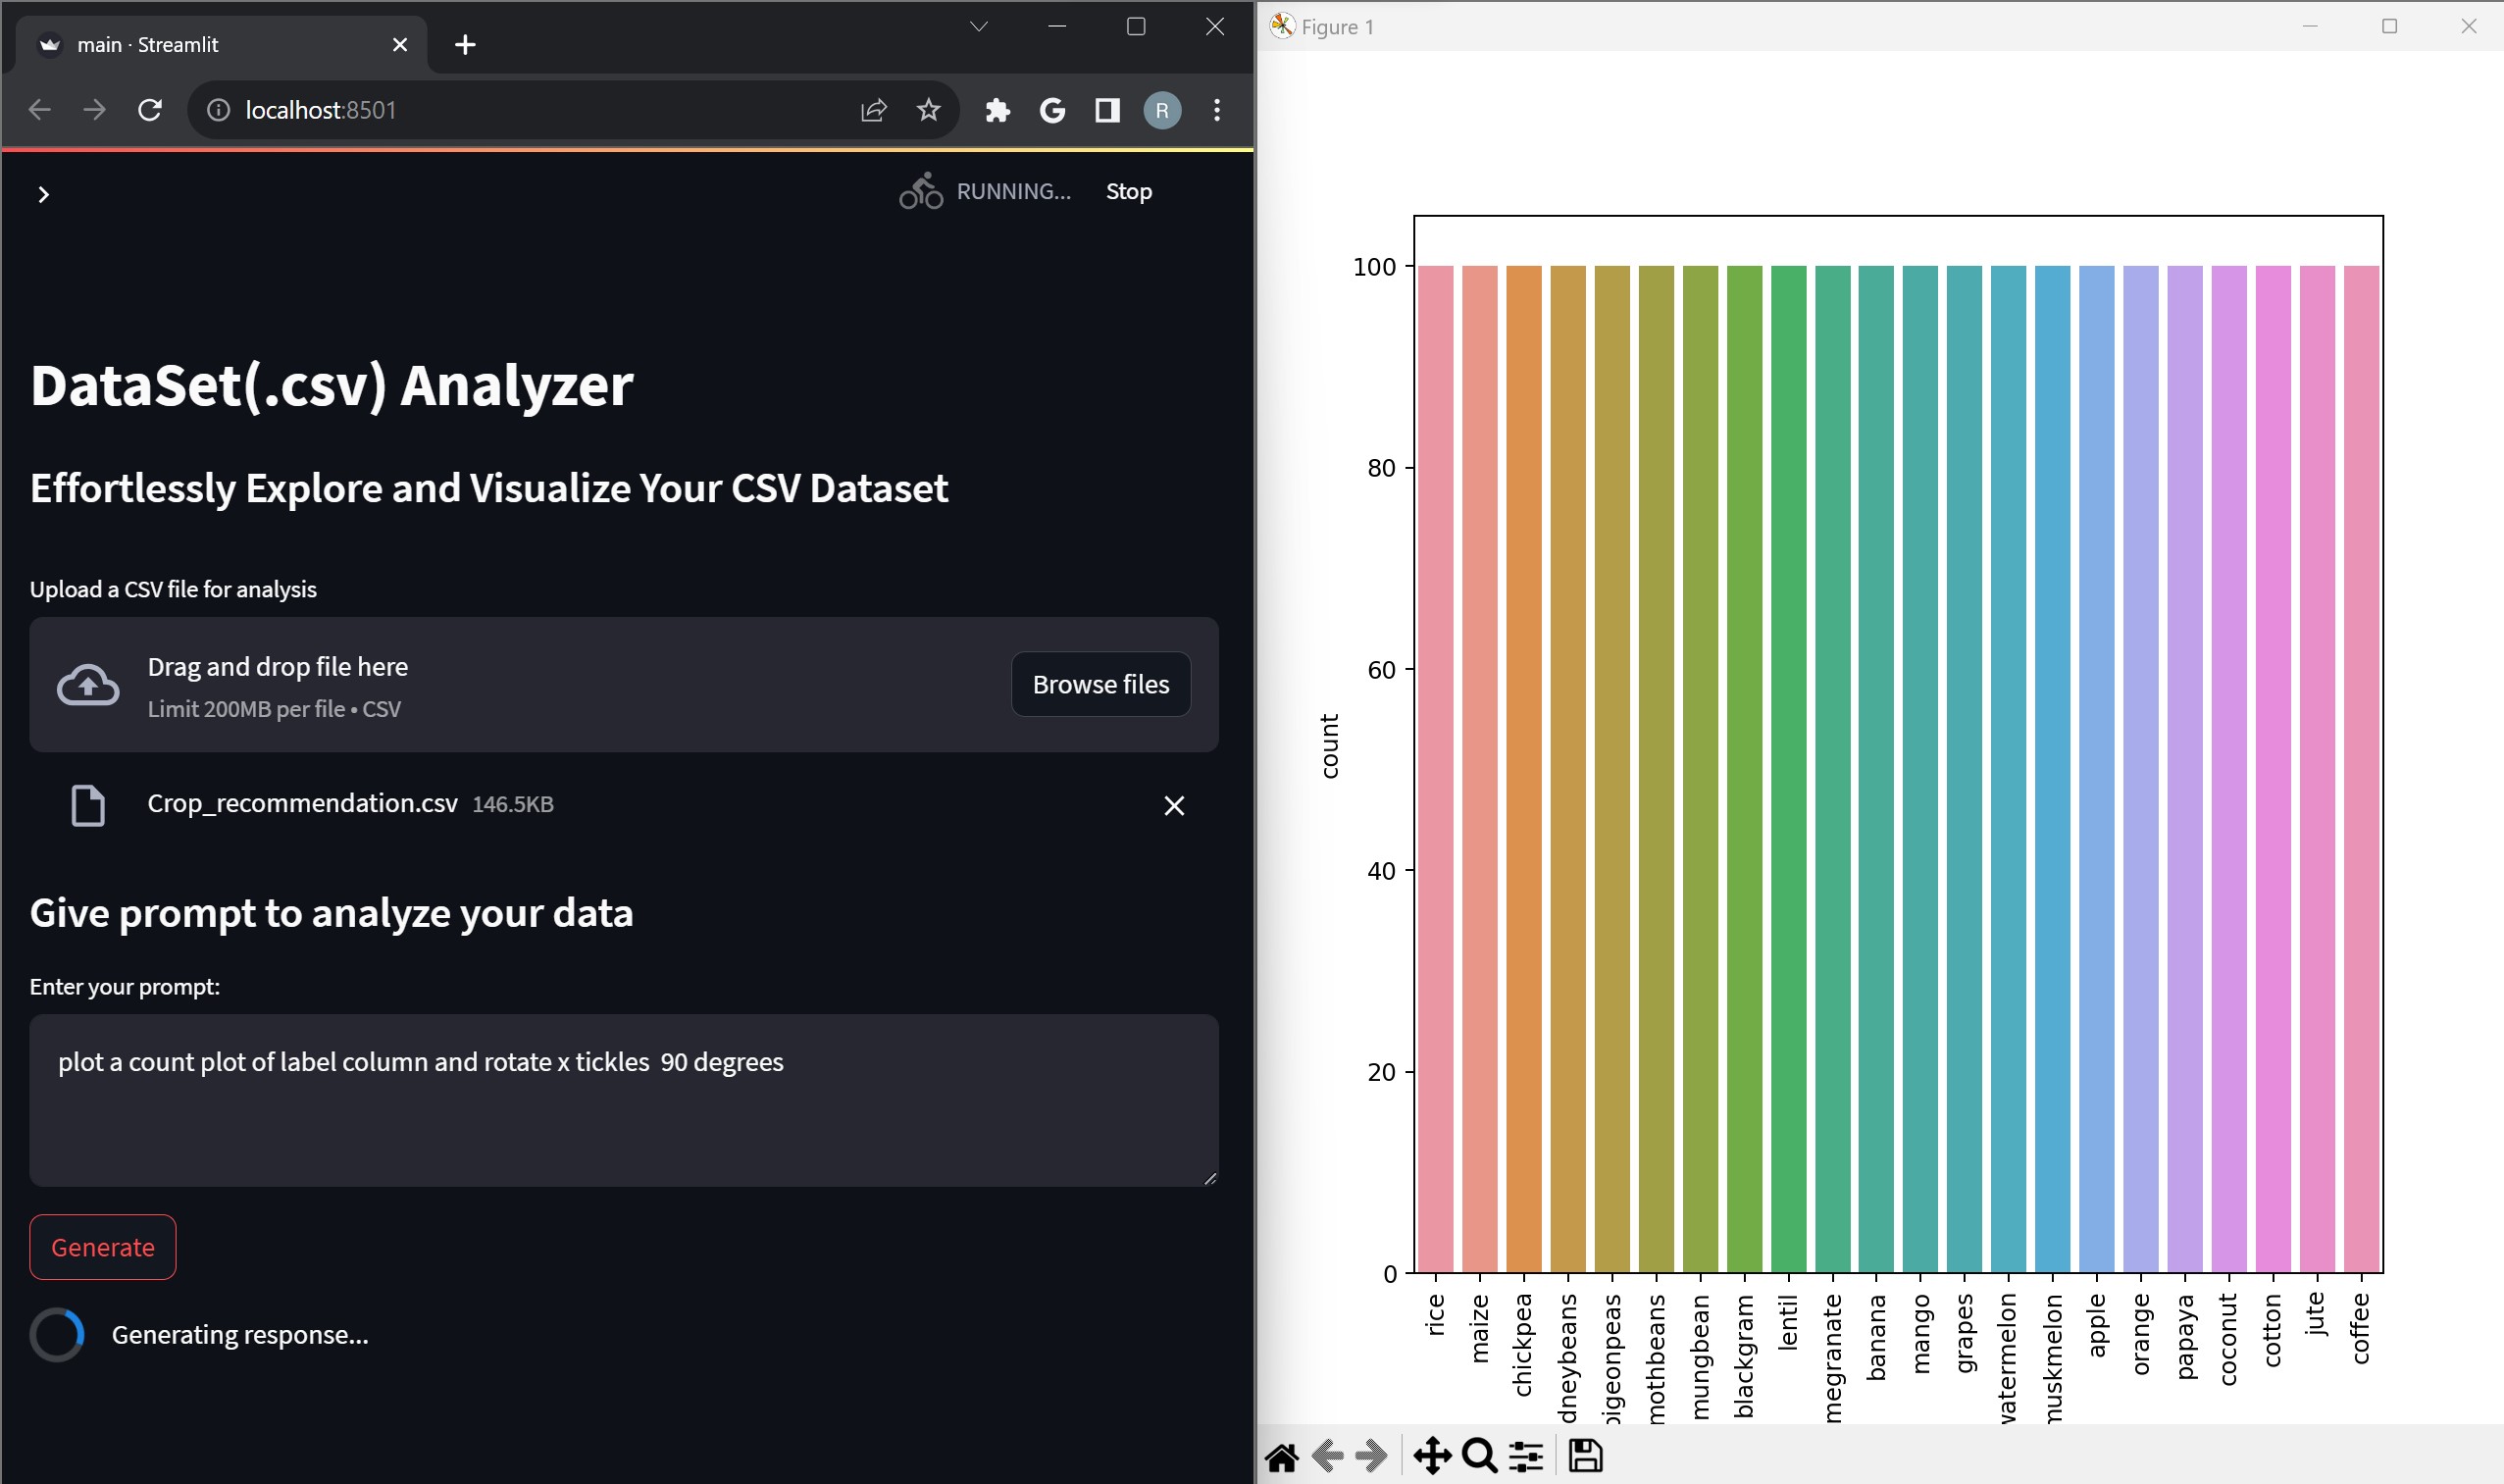 main · Streamlit
localhost:8501
R
RUNNING...
Stop
DataSet(.csv) Analyzer
Effortlessly Explore and Visualize Your CSV Dataset
Upload a CSV file for analysis
Drag and drop file here
Limit 200MB per file • CSV
Browse files
Crop_recommendation.csv 146.5KB
Give prompt to analyze your data
Enter your prompt:
plot a count plot of label column and rotate x tickles  90 degrees
Generate
Generating response...
Figure 1
100
80
60
40
20
0
count
rice
maize
chickpea
dneybeans
pigeonpeas
mothbeans
mungbean
blackgram
lentil
megranate
banana
mango
grapes
watermelon
muskmelon
apple
orange
papaya
coconut
cotton
jute
coffee